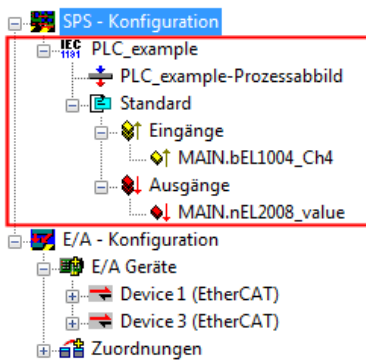 SPS - Konfiguration
IEC
1131
PLC_example
PLC_example-Prozessabbild
Standard
Eingänge
MAIN.bEL1004_Ch4
Ausgänge
MAIN.nEL2008_value
E/A - Konfiguration
E/A Geräte
Device 1 (EtherCAT)
Device 3 (EtherCAT)
Zuordnungen